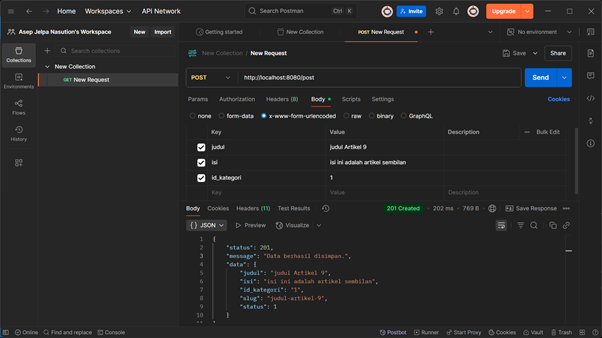 Home Workspaces API Network Search Postman Ctrl K Invite Upgrade
Asep Jelpa Nasution's Workspace New Import Getting started New Collection POST New Request No environment
Collections
Environments
Flows
History
Search collections
New Collection
GET New Request
New Collection / New Request Save Share
POST http://localhost:8080/post Send
Params Authorization Headers (8) Body Scripts Settings Cookies
none form-data x-www-form-urlencoded raw binary GraphQL
Key Value Description Bulk Edit
judul judul Artikel 9
isi isi ini adalah artikel sembilan
id_kategori 1
Key Value Description
Body Cookies Headers (11) Test Results 201 Created 202 ms 769 B Save Response
{} JSON Preview Visualize
1 {
2 "status": 201,
3 "message": "Data berhasil disimpan.",
4 "data": {
5 "judul": "judul Artikel 9",
6 "isi": "isi ini adalah artikel sembilan",
7 "id_kategori": "1",
8 "slug": "judul-artikel-9",
9 "status": 1
10 }
Online Find and replace Console Postbot Runner Start Proxy Cookies Vault Trash